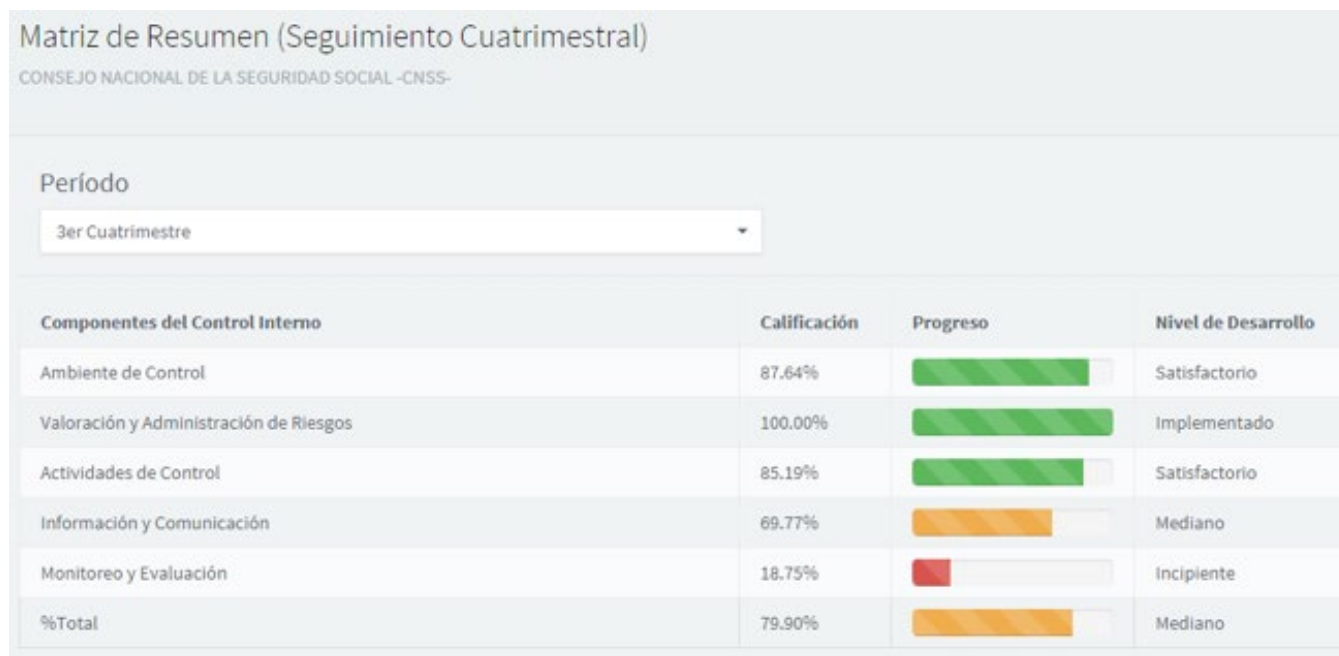 Matriz de Resumen (Seguimiento Cuatrimestral)
CONSEJO NACIONAL DE LA SEGURIDAD SOCIAL -CNSS-
Período
3er Cuatrimestre
Componentes del Control Interno Calificación Progreso Nivel de Desarrollo
Ambiente de Control 87.64% Satisfactorio
Valoración y Administración de Riesgos 100.00% Implementado
Actividades de Control 85.19% Satisfactorio
Información y Comunicación 69.77% Mediano
Monitoreo y Evaluación 18.75% Incipiente
%Total 79.90% Mediano